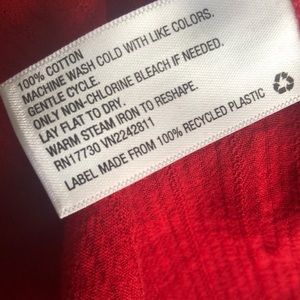 100% COTTON
MACHINE WASH COLD WITH LIKE COLORS.
GENTLE CYCLE.
ONLY NON-CHLORINE BLEACH IF NEEDED.
LAY FLAT TO DRY.
WARM STEAM IRON TO RESHAPE.
RN17730 VN2242811
LABEL MADE FROM 100% RECYCLED PLASTIC